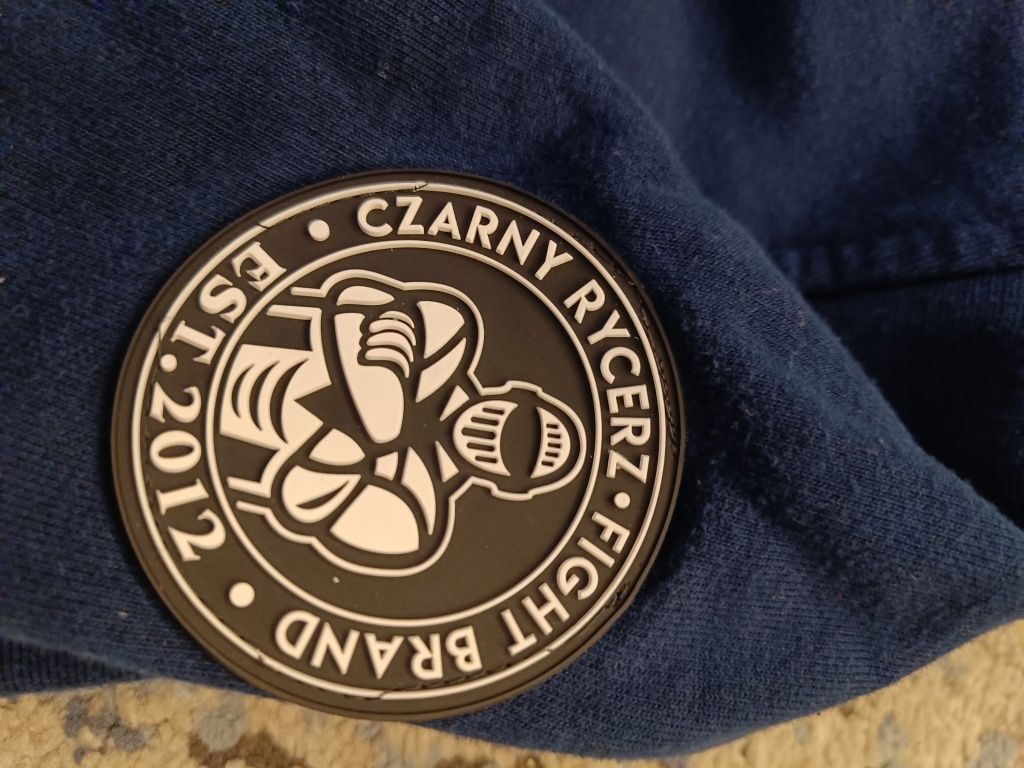 CZARNY RYCERZ • FIGHT BRAND
• EST. 2012 •